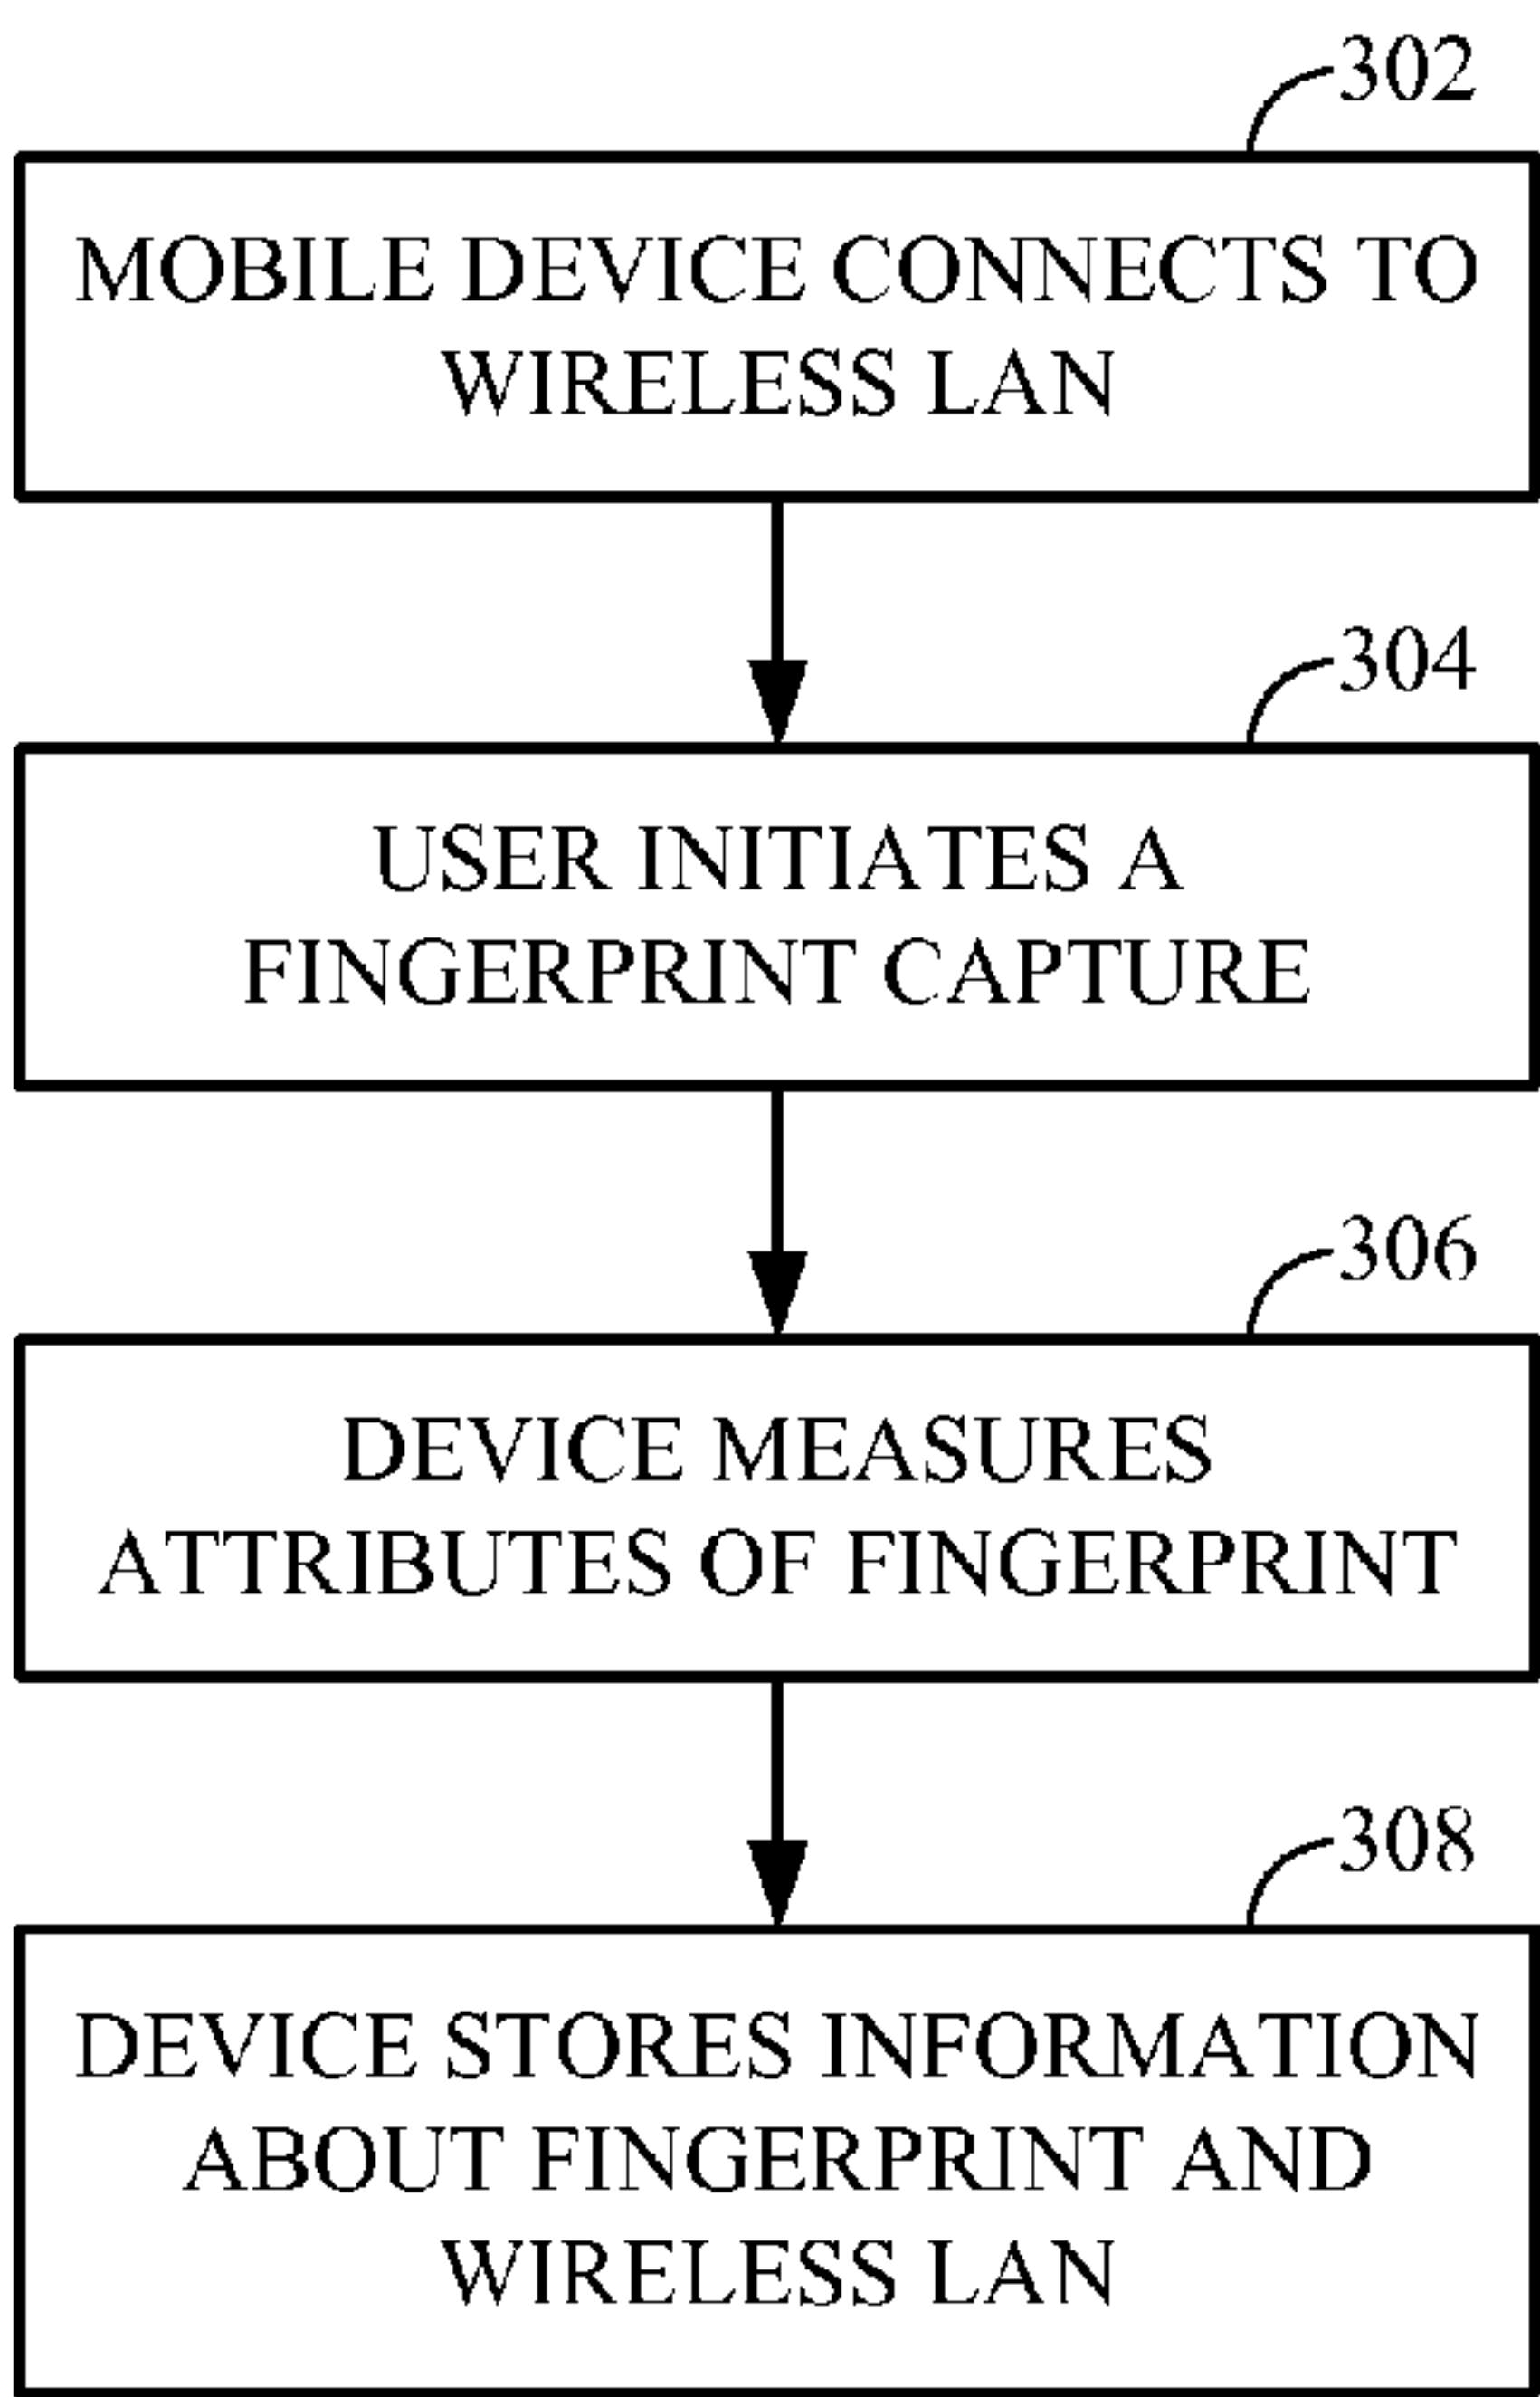 302
MOBILE DEVICE CONNECTS TO
WIRELESS LAN
304
USER INITIATES A
FINGERPRINT CAPTURE
306
DEVICE MEASURES
ATTRIBUTES OF FINGERPRINT
308
DEVICE STORES INFORMATION
ABOUT FINGERPRINT AND
WIRELESS LAN